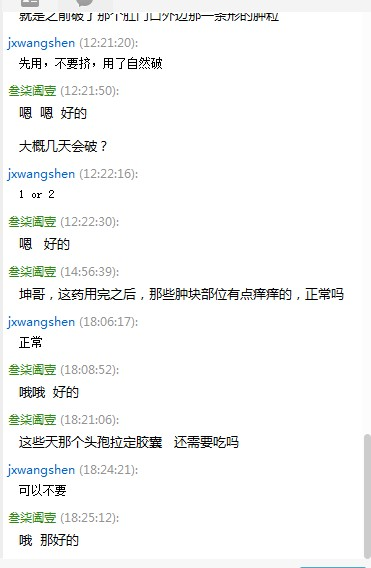 就是之前破了那个肛门口外边那一条形的肿粒
jxwangshen (12:21:20):
先用，不要挤，用了自然破
叁柒阖壹 (12:21:50):
嗯 嗯 好的
大概几天会破？
jxwangshen (12:22:16):
1 or 2
叁柒阖壹 (12:22:30):
嗯 好的
叁柒阖壹 (14:56:39):
坤哥，这药用完之后，那些肿块部位有点痒痒的，正常吗
jxwangshen (18:06:17):
正常
叁柒阖壹 (18:08:52):
哦哦 好的
叁柒阖壹 (18:21:06):
这些天那个头孢拉定胶囊 还需要吃吗
jxwangshen (18:24:21):
可以不要
叁柒阖壹 (18:25:12):
哦 那好的